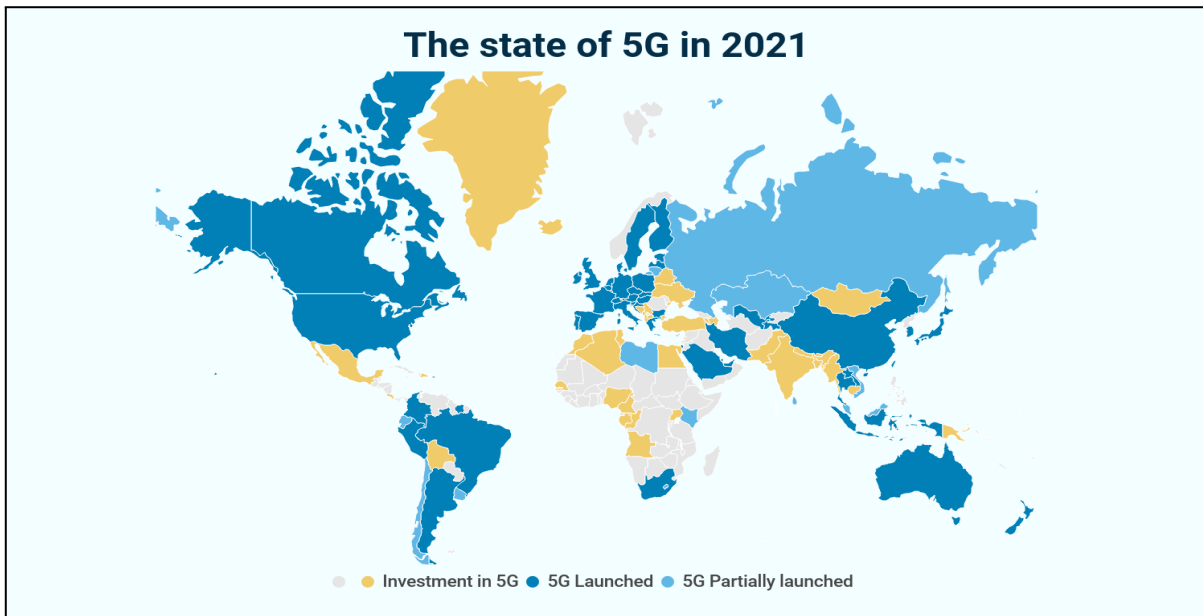 The state of 5G in 2021
Investment in 5G 5G Launched 5G Partially launched